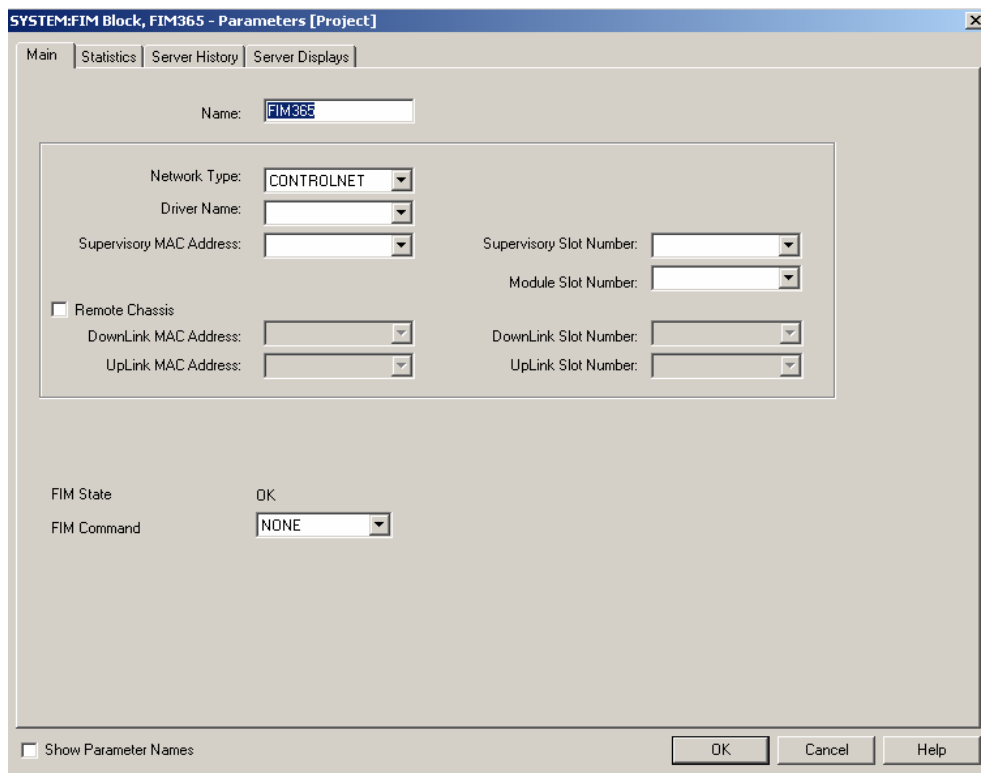 SYSTEM:FIM Block, FIM365 - Parameters [Project]
Main Statistics Server History Server Displays
Name: FIM365
Network Type: CONTROLNET
Driver Name:
Supervisory MAC Address: Supervisory Slot Number:
Module Slot Number:
Remote Chassis
DownLink MAC Address: DownLink Slot Number:
UpLink MAC Address: UpLink Slot Number:
FIM State OK
FIM Command NONE
Show Parameter Names OK Cancel Help